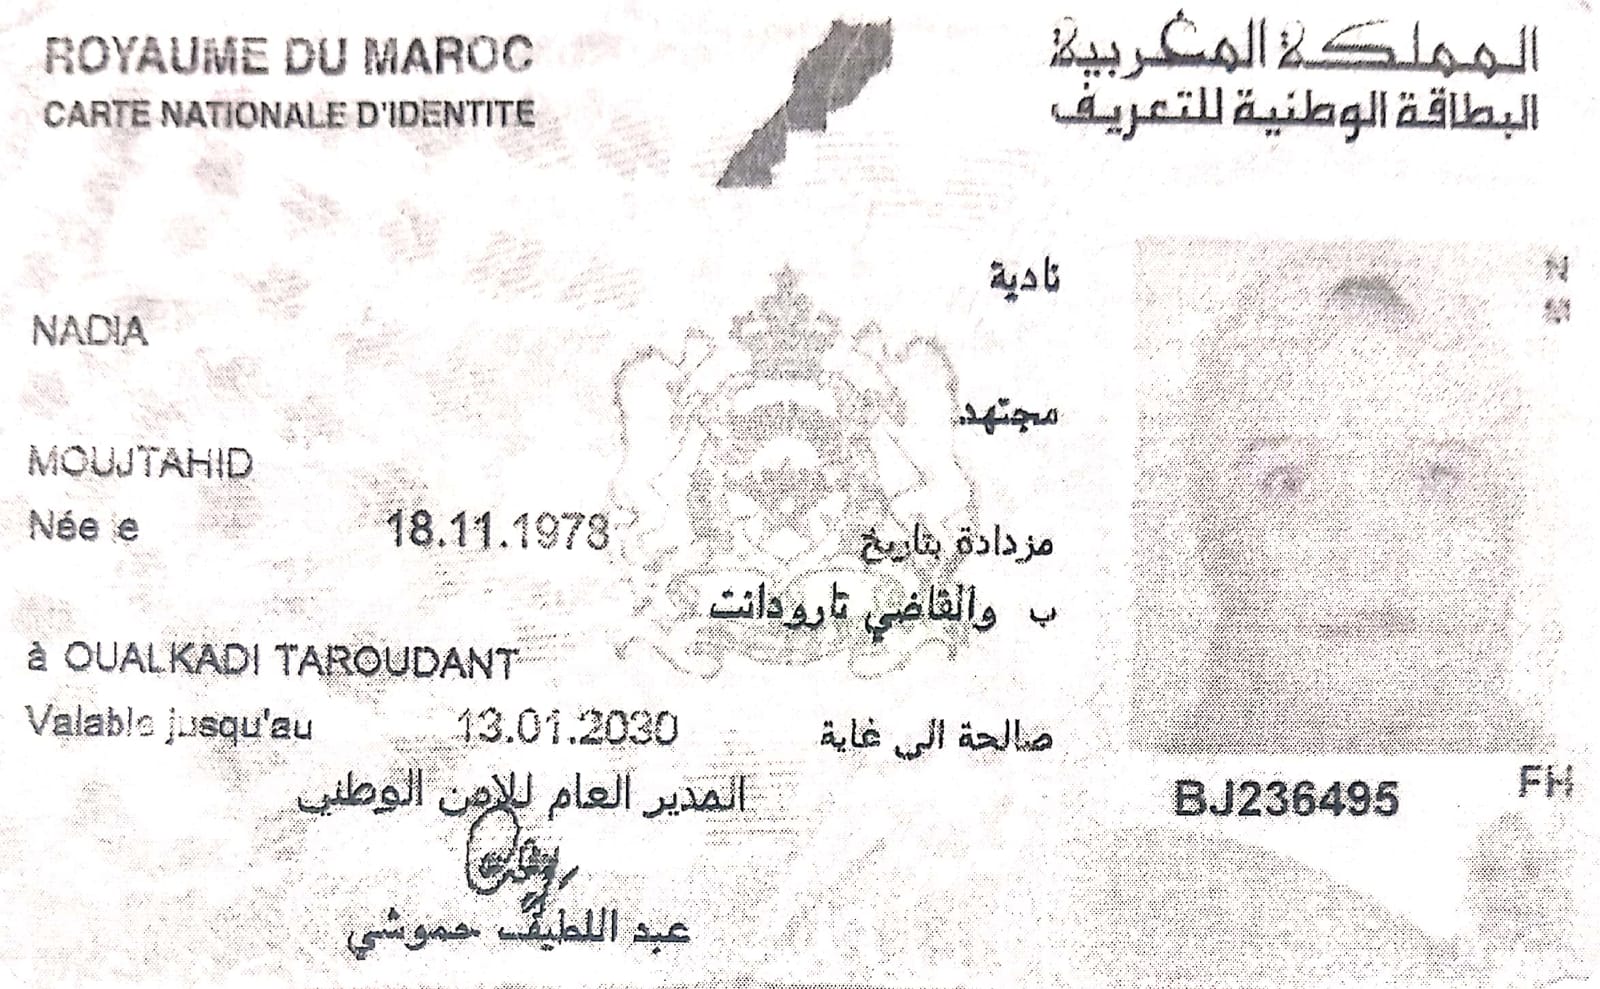 ROYAUME DU MAROC
المملكة المغربية
CARTE NATIONALE D'IDENTITE
البطاقة الوطنية للتعريف
نادية
NADIA
مجتهد
MOUJTAHID
Née le 18.11.1978 مزدادة بتاريخ
ب والقاضي تارودانت
à OUALKADI TAROUDANT
Valable jusqu'au 13.01.2030 صالحة الى غاية
المدير العام للامن الوطني
عبد اللطيف حموشي
N
M
BJ236495
FH